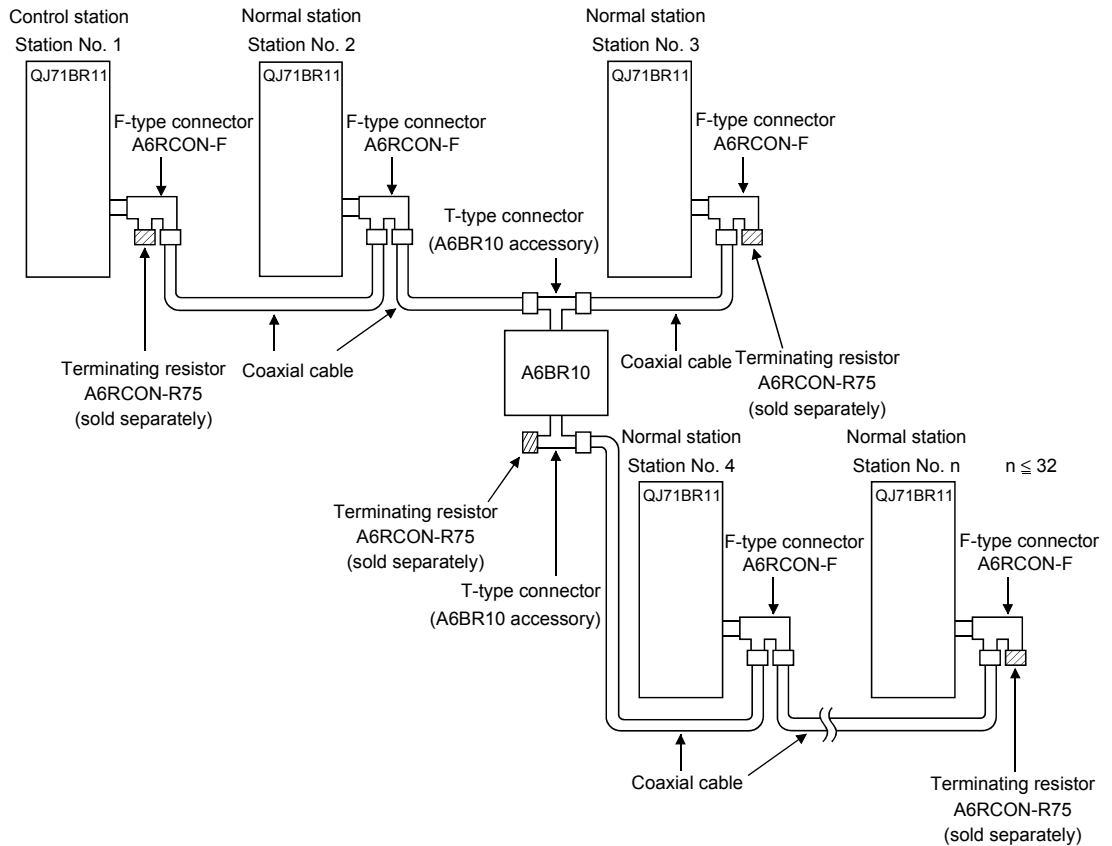 Control station
Station No. 1
Normal station
Station No. 2
Normal station
Station No. 3
QJ71BR11
QJ71BR11
QJ71BR11
F-type connector
A6RCON-F
F-type connector
A6RCON-F
F-type connector
A6RCON-F
T-type connector
(A6BR10 accessory)
Terminating resistor
A6RCON-R75
(sold separately)
Coaxial cable
A6BR10
Coaxial cable
Terminating resistor
A6RCON-R75
(sold separately)
Normal station
Station No. 4
Normal station
Station No. n
n ≦ 32
QJ71BR11
QJ71BR11
Terminating resistor
A6RCON-R75
(sold separately)
F-type connector
A6RCON-F
F-type connector
A6RCON-F
T-type connector
(A6BR10 accessory)
Coaxial cable
Terminating resistor
A6RCON-R75
(sold separately)